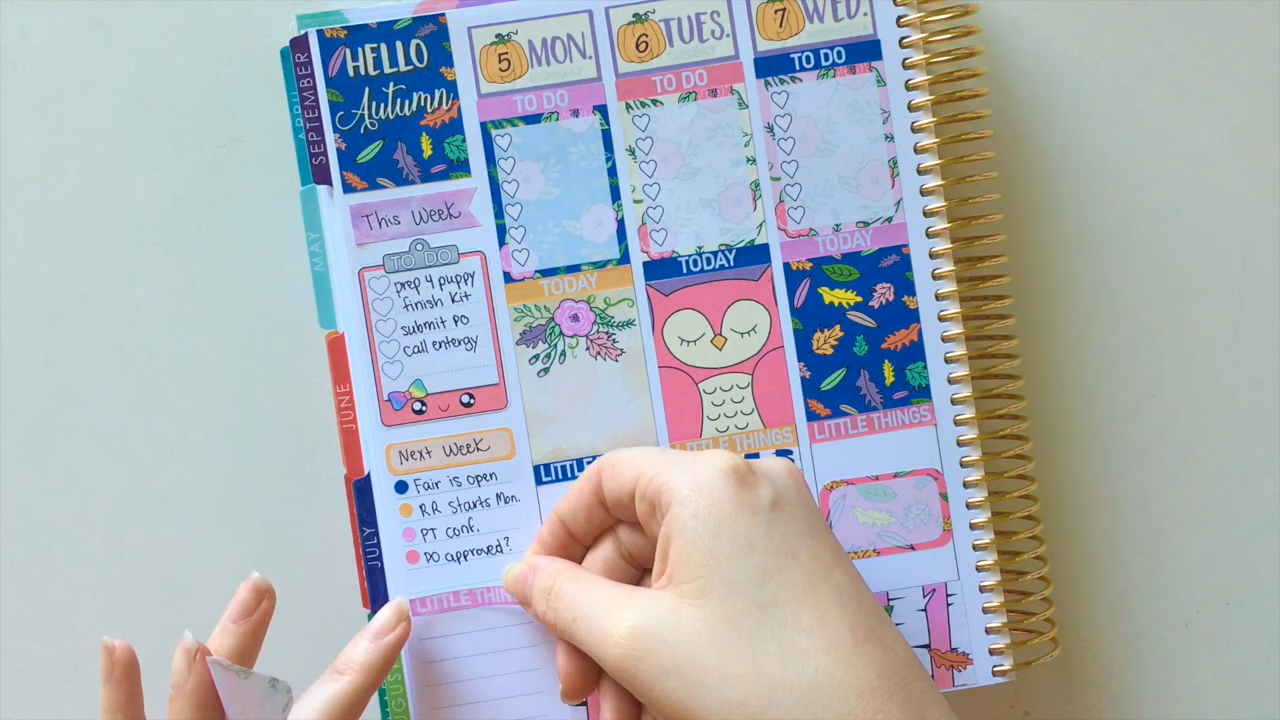 HELLO
Autumn
5 MON.
6 TUES.
7 WED.
TO DO
TO DO
TO DO
APRIL
SEPTEMBER
MAY
JUNE
JULY
This Week
TO DO
prep 4 puppy
finish kit
submit PO
call entergy
TODAY
TODAY
TODAY
Next Week
Fair is open
RR starts Mon.
PT conf.
PO approved?
LITTLE THINGS
LITTLE THINGS